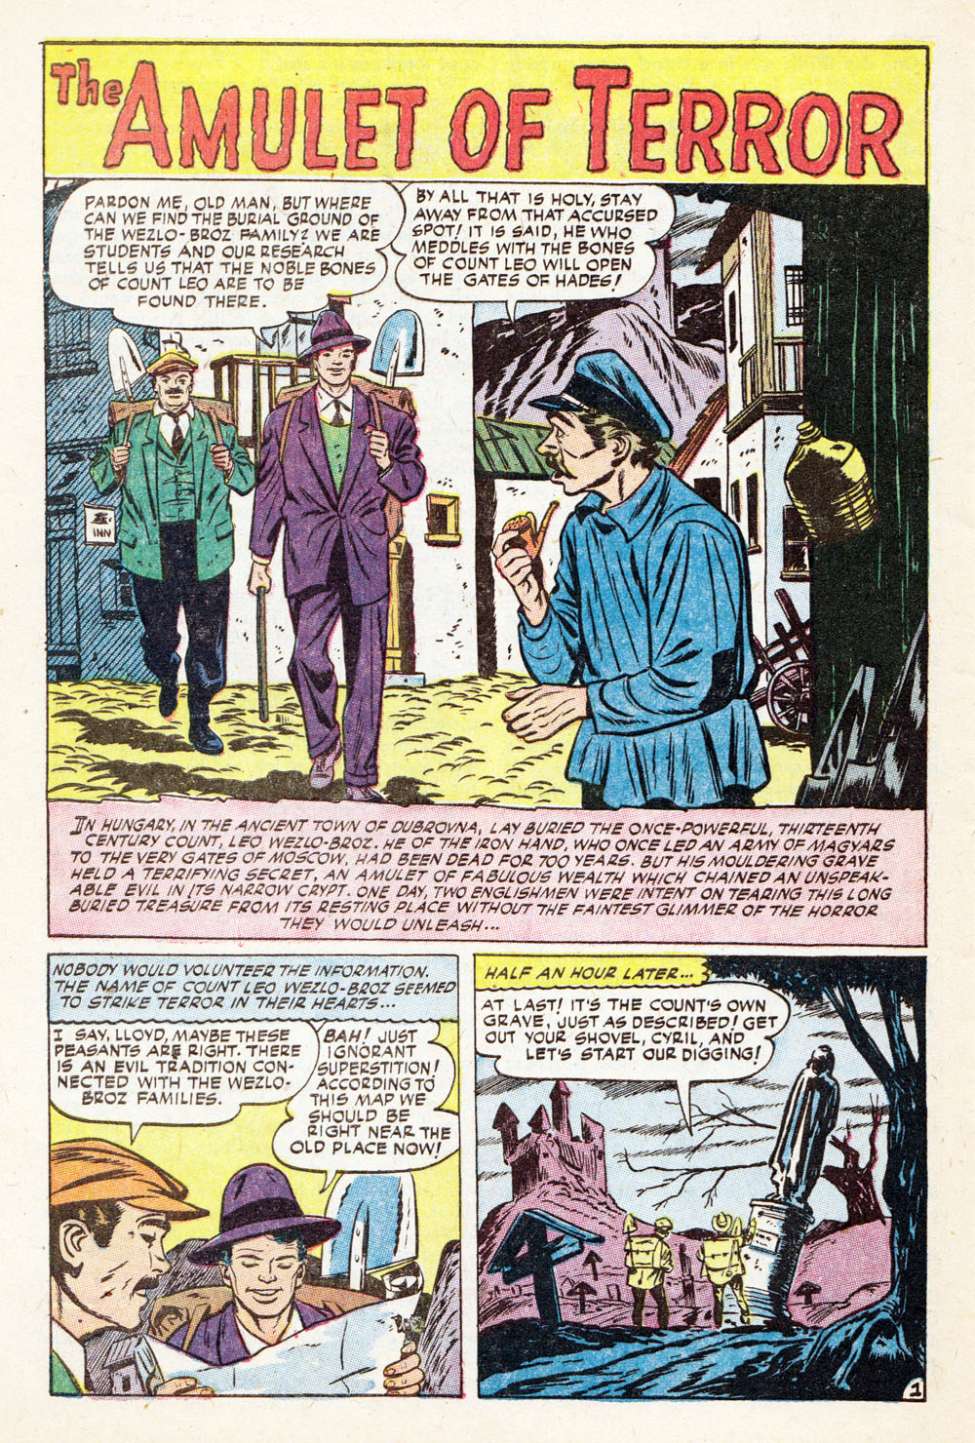 The AMULET OF TERROR
PARDON ME, OLD MAN, BUT WHERE
CAN WE FIND THE BURIAL GROUND OF
THE WEZLO-BROZ FAMILY? WE ARE
STUDENTS AND OUR RESEARCH
TELLS US THAT THE NOBLE BONES
OF COUNT LEO ARE TO BE
FOUND THERE.
BY ALL THAT IS HOLY, STAY
AWAY FROM THAT ACCURSED
SPOT! IT IS SAID, HE WHO
MEDDLES WITH THE BONES
OF COUNT LEO WILL OPEN
THE GATES OF HADES!
INN
IN HUNGARY, IN THE ANCIENT TOWN OF DUBROVNA, LAY BURIED THE ONCE-POWERFUL, THIRTEENTH
CENTURY COUNT, LEO WEZLO-BROZ. HE OF THE IRON HAND, WHO ONCE LED AN ARMY OF MAGYARS
TO THE VERY GATES OF MOSCOW, HAD BEEN DEAD FOR 700 YEARS. BUT HIS MOULDERING GRAVE
HELD A TERRIFYING SECRET, AN AMULET OF FABULOUS WEALTH WHICH CHAINED AN UNSPEAK-
ABLE EVIL IN ITS NARROW CRYPT. ONE DAY, TWO ENGLISHMEN WERE INTENT ON TEARING THIS LONG
BURIED TREASURE FROM ITS RESTING PLACE WITHOUT THE FAINTEST GLIMMER OF THE HORROR
THEY WOULD UNLEASH...
NOBODY WOULD VOLUNTEER THE INFORMATION.
THE NAME OF COUNT LEO WEZLO-BROZ SEEMED
TO STRIKE TERROR IN THEIR HEARTS...
I SAY, LLOYD, MAYBE THESE
PEASANTS ARE RIGHT. THERE
IS AN EVIL TRADITION CON-
NECTED WITH THE WEZLO-
BROZ FAMILIES.
BAH! JUST
IGNORANT
SUPERSTITION!
ACCORDING TO
THIS MAP WE
SHOULD BE
RIGHT NEAR THE
OLD PLACE NOW!
HALF AN HOUR LATER...
AT LAST! IT'S THE COUNT'S OWN
GRAVE, JUST AS DESCRIBED! GET
OUT YOUR SHOVEL, CYRIL, AND
LET'S START OUR DIGGING!
1